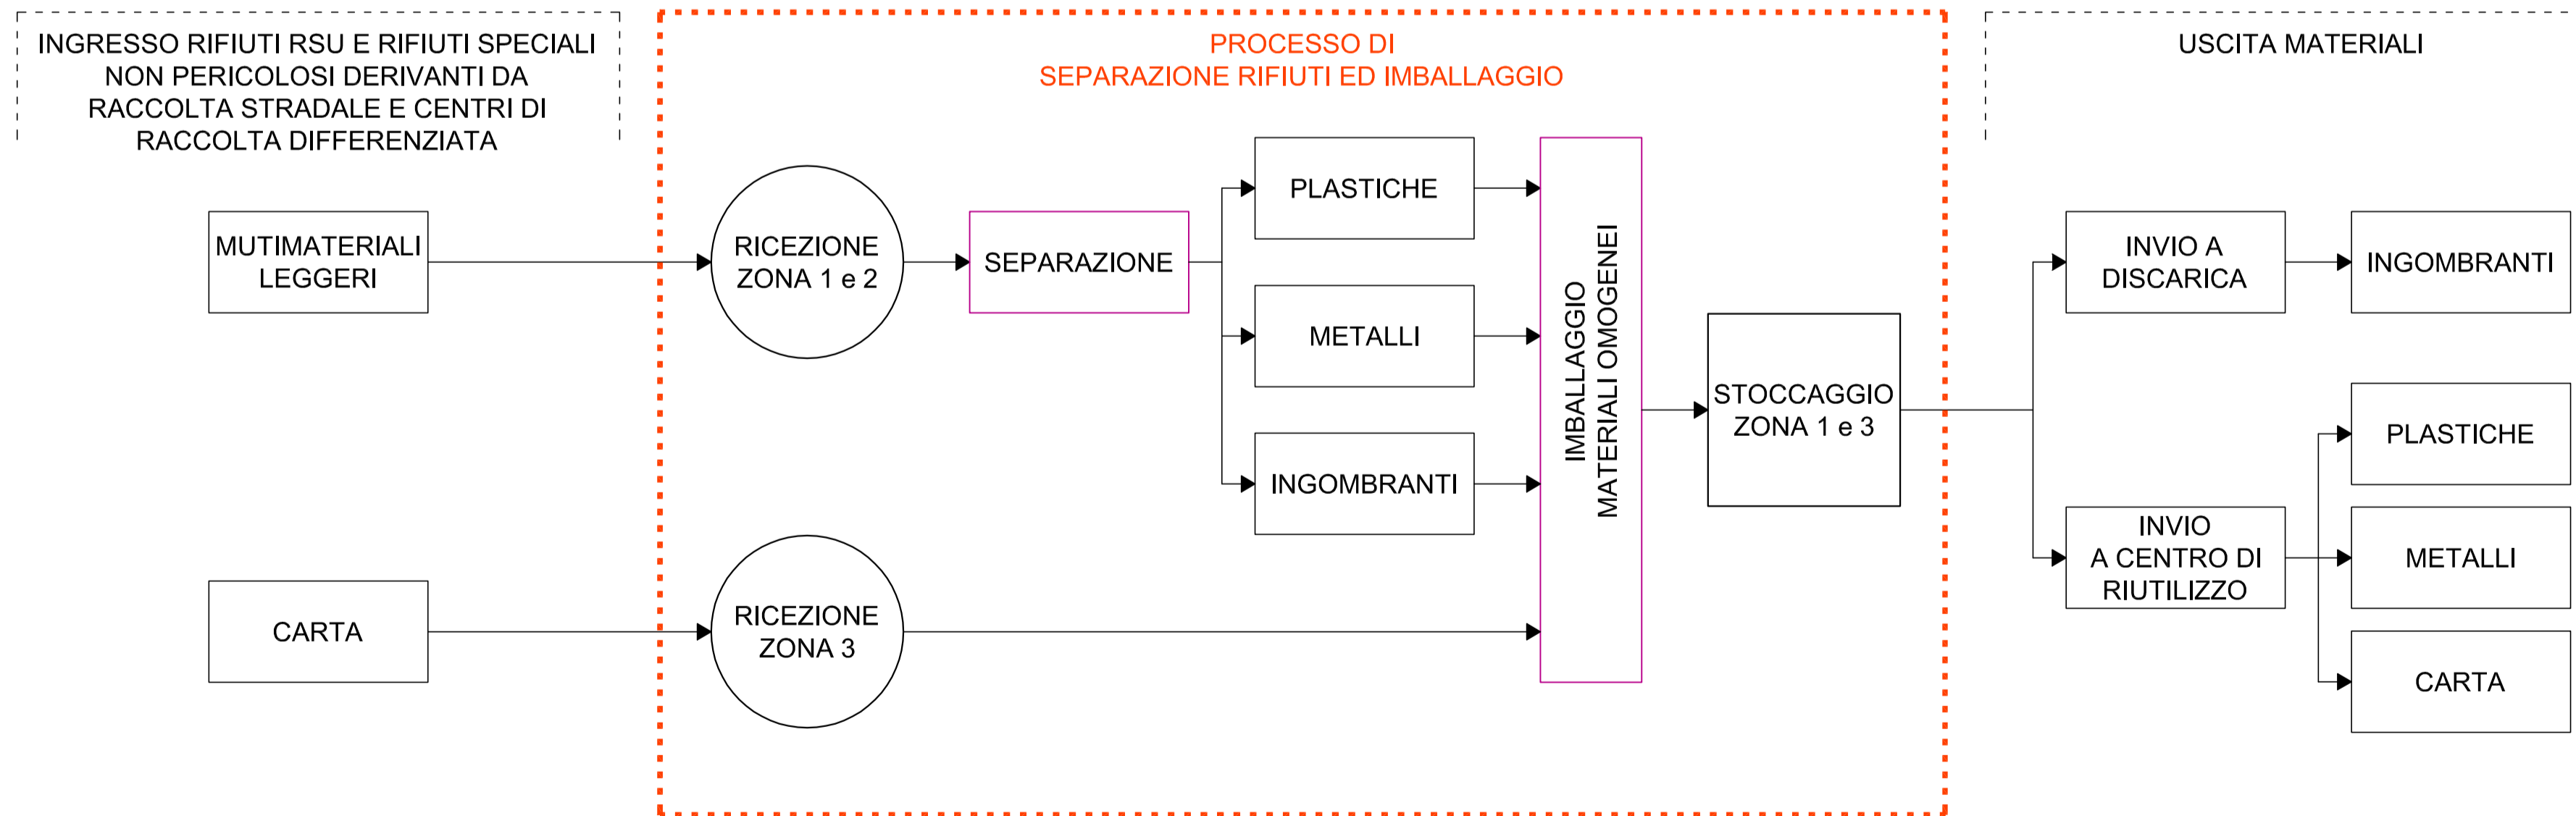 INGRESSO RIFIUTI RSU E RIFIUTI SPECIALI
NON PERICOLOSI DERIVANTI DA
RACCOLTA STRADALE E CENTRI DI
RACCOLTA DIFFERENZIATA
MUTIMATERIALI
LEGGERI
CARTA
PROCESSO DI
SEPARAZIONE RIFIUTI ED IMBALLAGGIO
RICEZIONE
ZONA 1 e 2
SEPARAZIONE
PLASTICHE
METALLI
INGOMBRANTI
RICEZIONE
ZONA 3
IMBALLAGGIO
MATERIALI OMOGENEI
STOCCAGGIO
ZONA 1 e 3
USCITA MATERIALI
INVIO A
DISCARICA
INGOMBRANTI
INVIO
A CENTRO DI
RIUTILIZZO
PLASTICHE
METALLI
CARTA